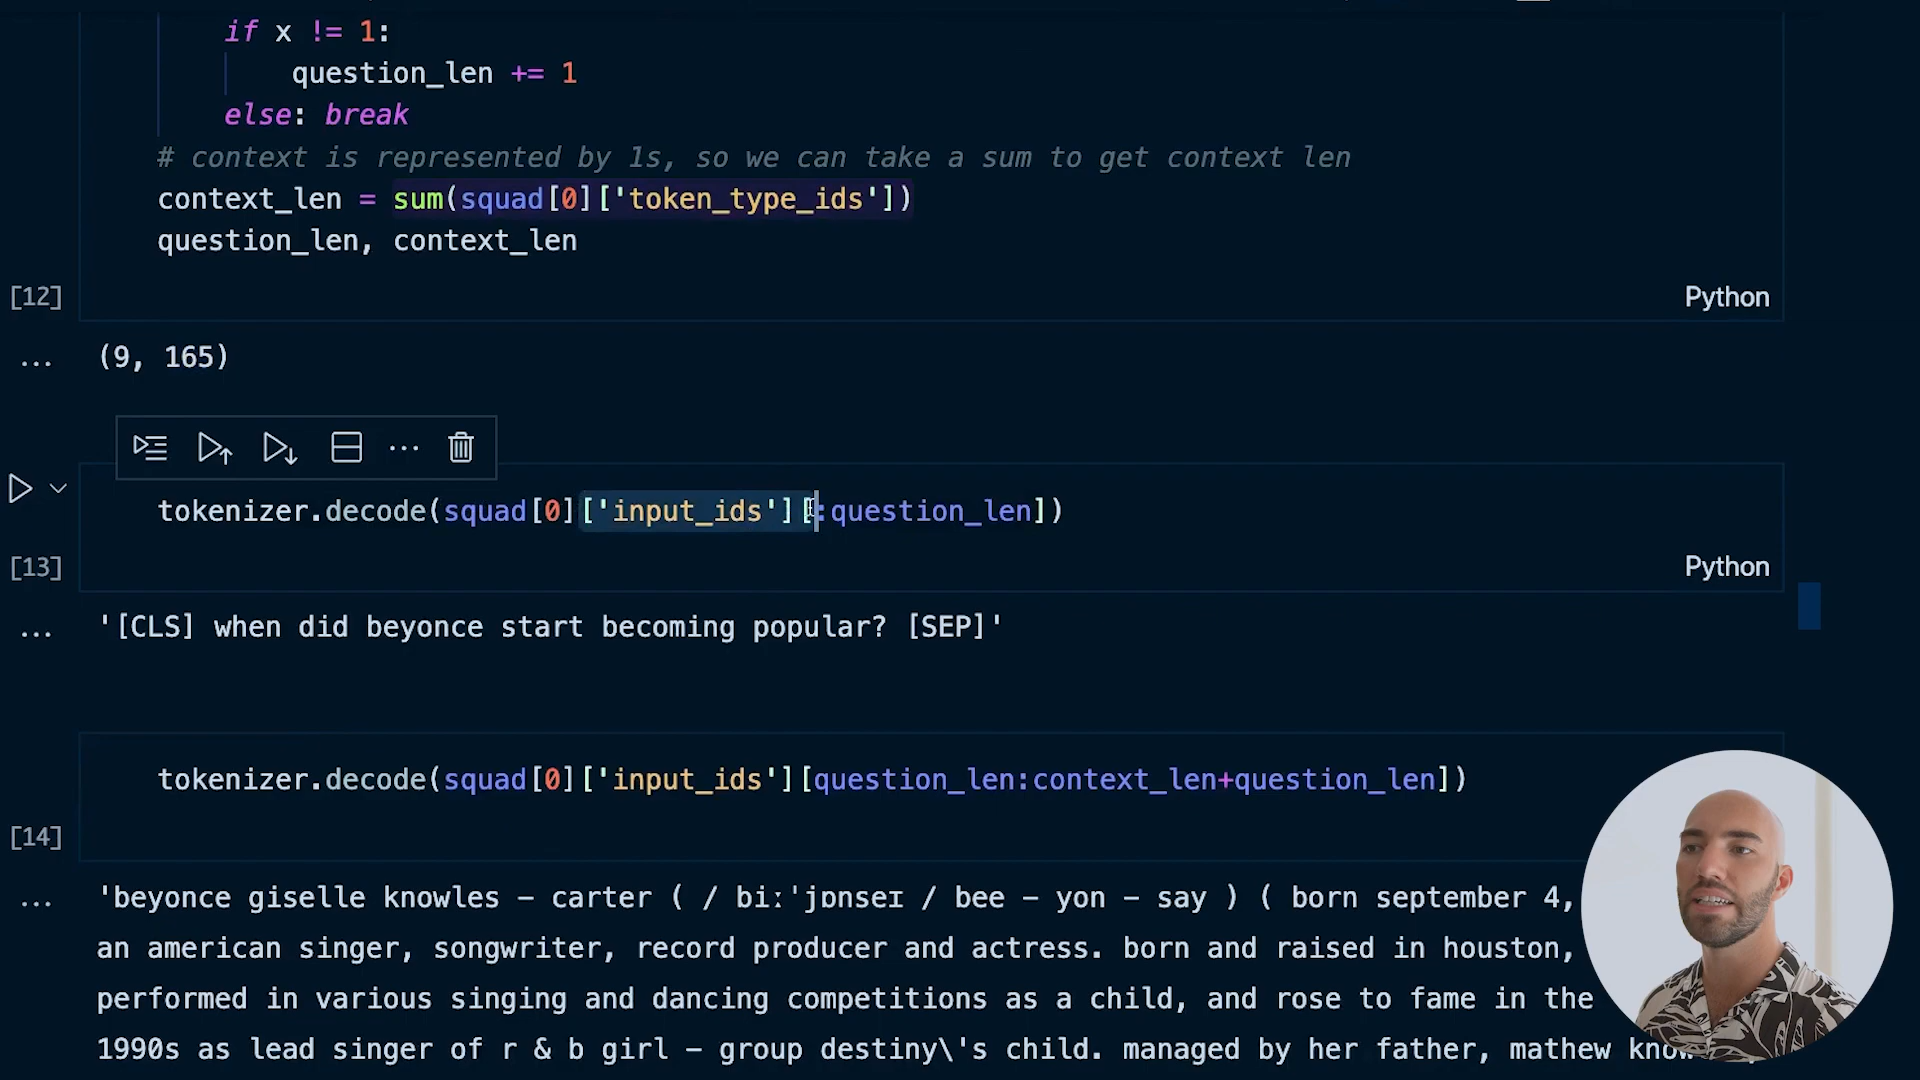 if x != 1:
question_len += 1
else: break
# context is represented by 1s, so we can take a sum to get context len
context_len = sum(squad[0]['token_type_ids'])
question_len, context_len
[12]
Python
... (9, 165)
tokenizer.decode(squad[0]['input_ids'][:question_len])
[13]
Python
... '[CLS] when did beyonce start becoming popular? [SEP]'
tokenizer.decode(squad[0]['input_ids'][question_len:context_len+question_len])
[14]
... 'beyonce giselle knowles - carter ( / biːˈjɒnseɪ / bee - yon - say ) ( born september 4,
an american singer, songwriter, record producer and actress. born and raised in houston,
performed in various singing and dancing competitions as a child, and rose to fame in the
1990s as lead singer of r & b girl - group destiny\'s child. managed by her father, mathew